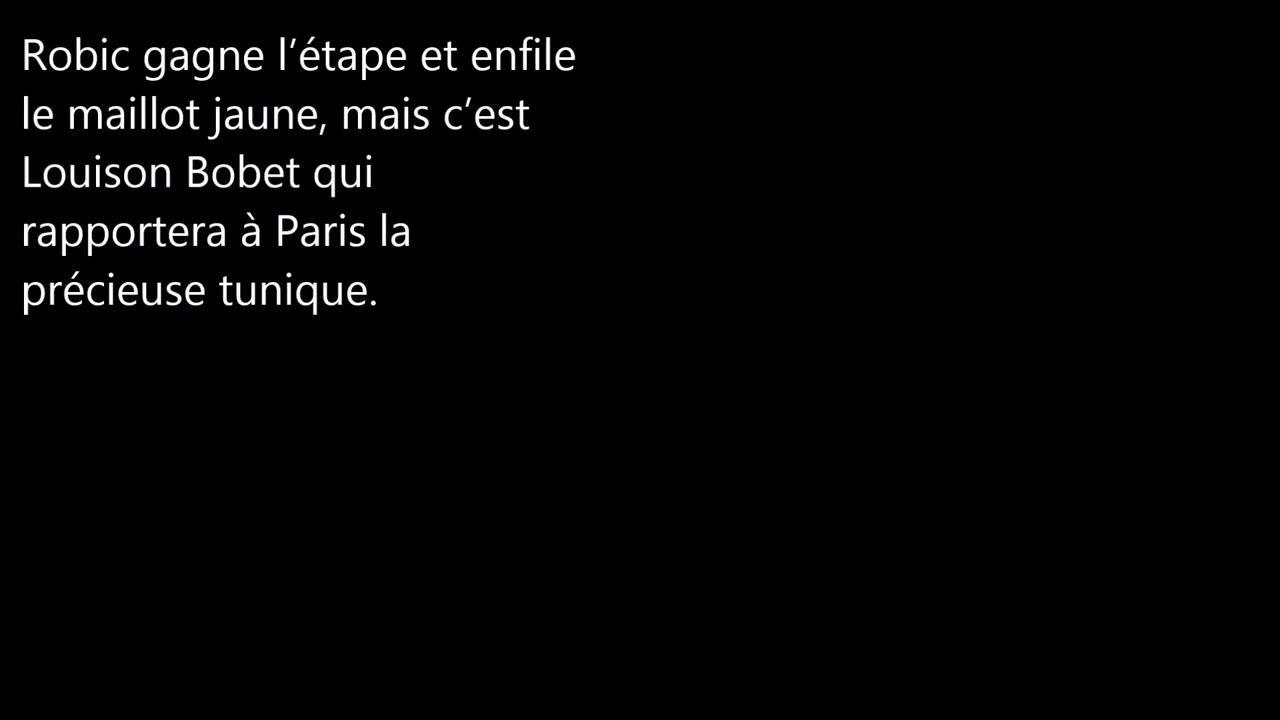 Robic gagne l’étape et enfile
le maillot jaune, mais c’est
Louison Bobet qui
rapportera à Paris la
précieuse tunique.